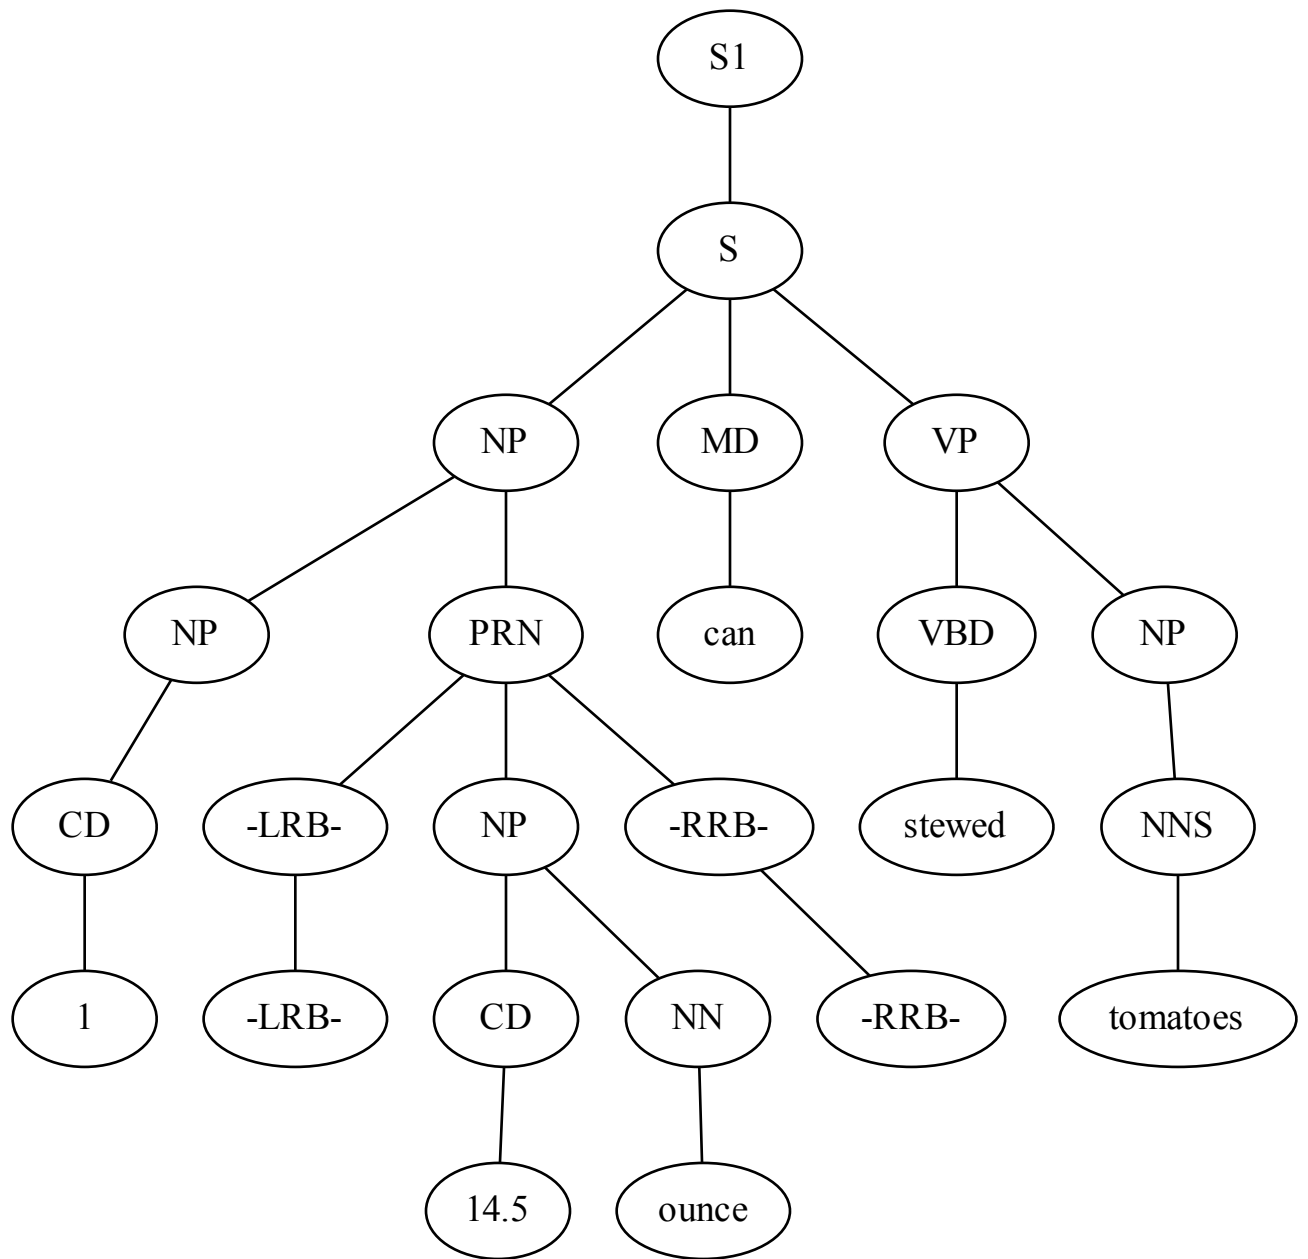 S1
S
NP MD VP
NP PRN can VBD NP
CD -LRB- NP -RRB- stewed NNS
1 -LRB- CD NN -RRB- tomatoes
14.5 ounce